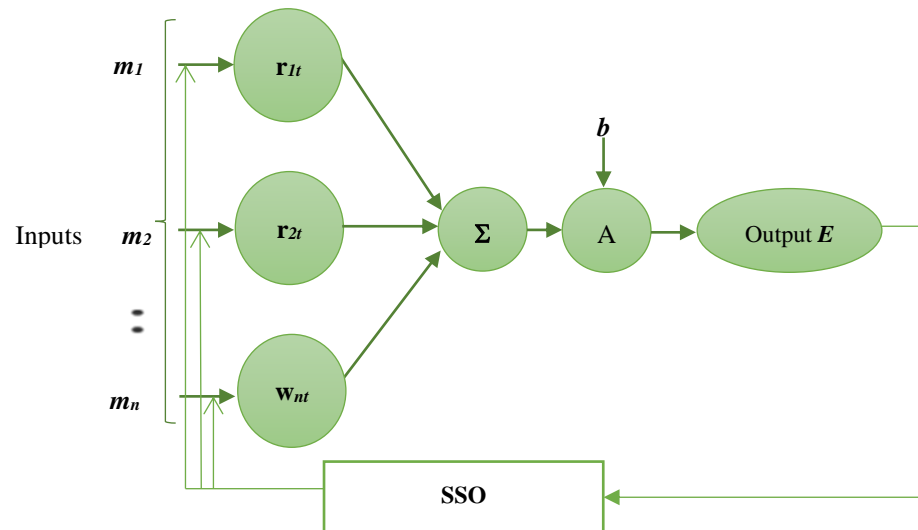 m1
r1t
b
Inputs
m2
r2t
Σ
A
Output E
mn
wnt
SSO